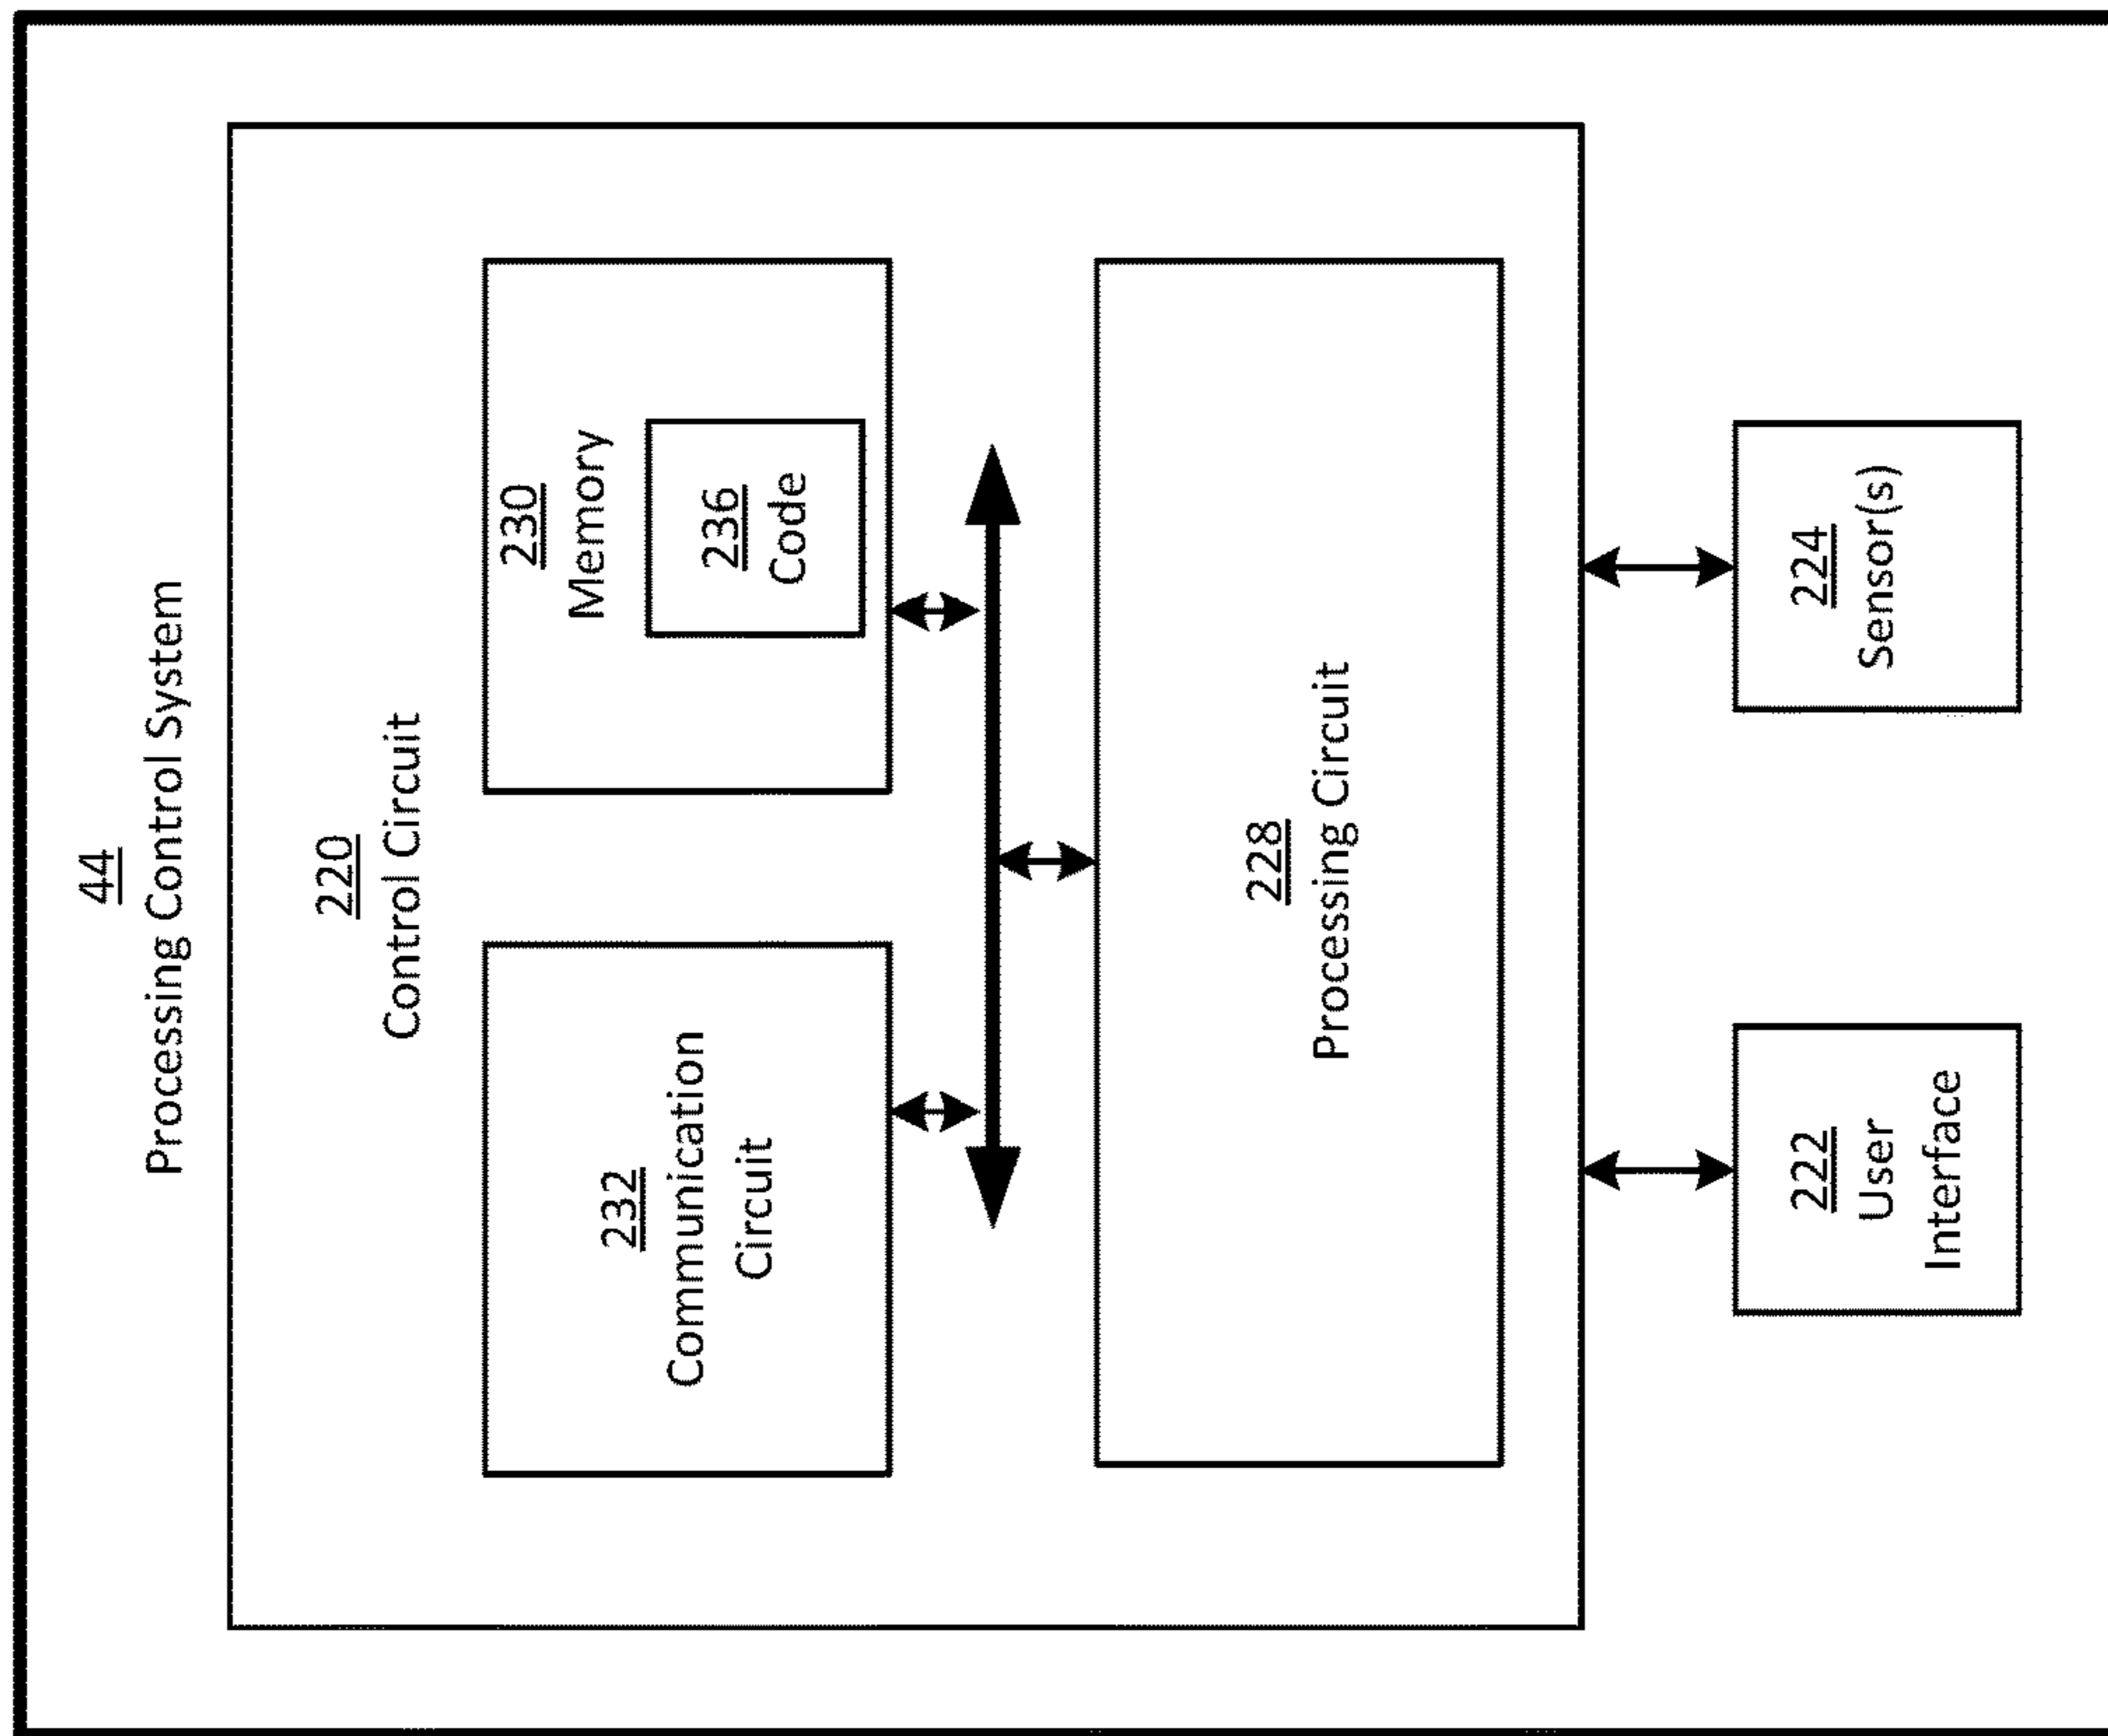 44
Processing Control System
220
Control Circuit
232
Communication
Circuit
230
Memory
236
Code
228
Processing Circuit
222
User
Interface
224
Sensor(s)